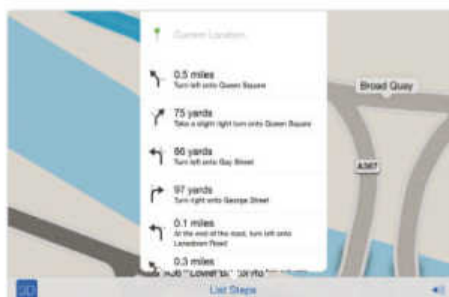 Current Location
0.5 miles
Turn left onto Queen Square
75 yards
Take a slight right turn onto Queen Square
66 yards
Turn left onto Gay Street
97 yards
Turn right onto George Street
0.1 miles
At the end of the road, turn left onto
Lansdown Road
0.3 miles
Broad Quay
A367
3D
List Steps